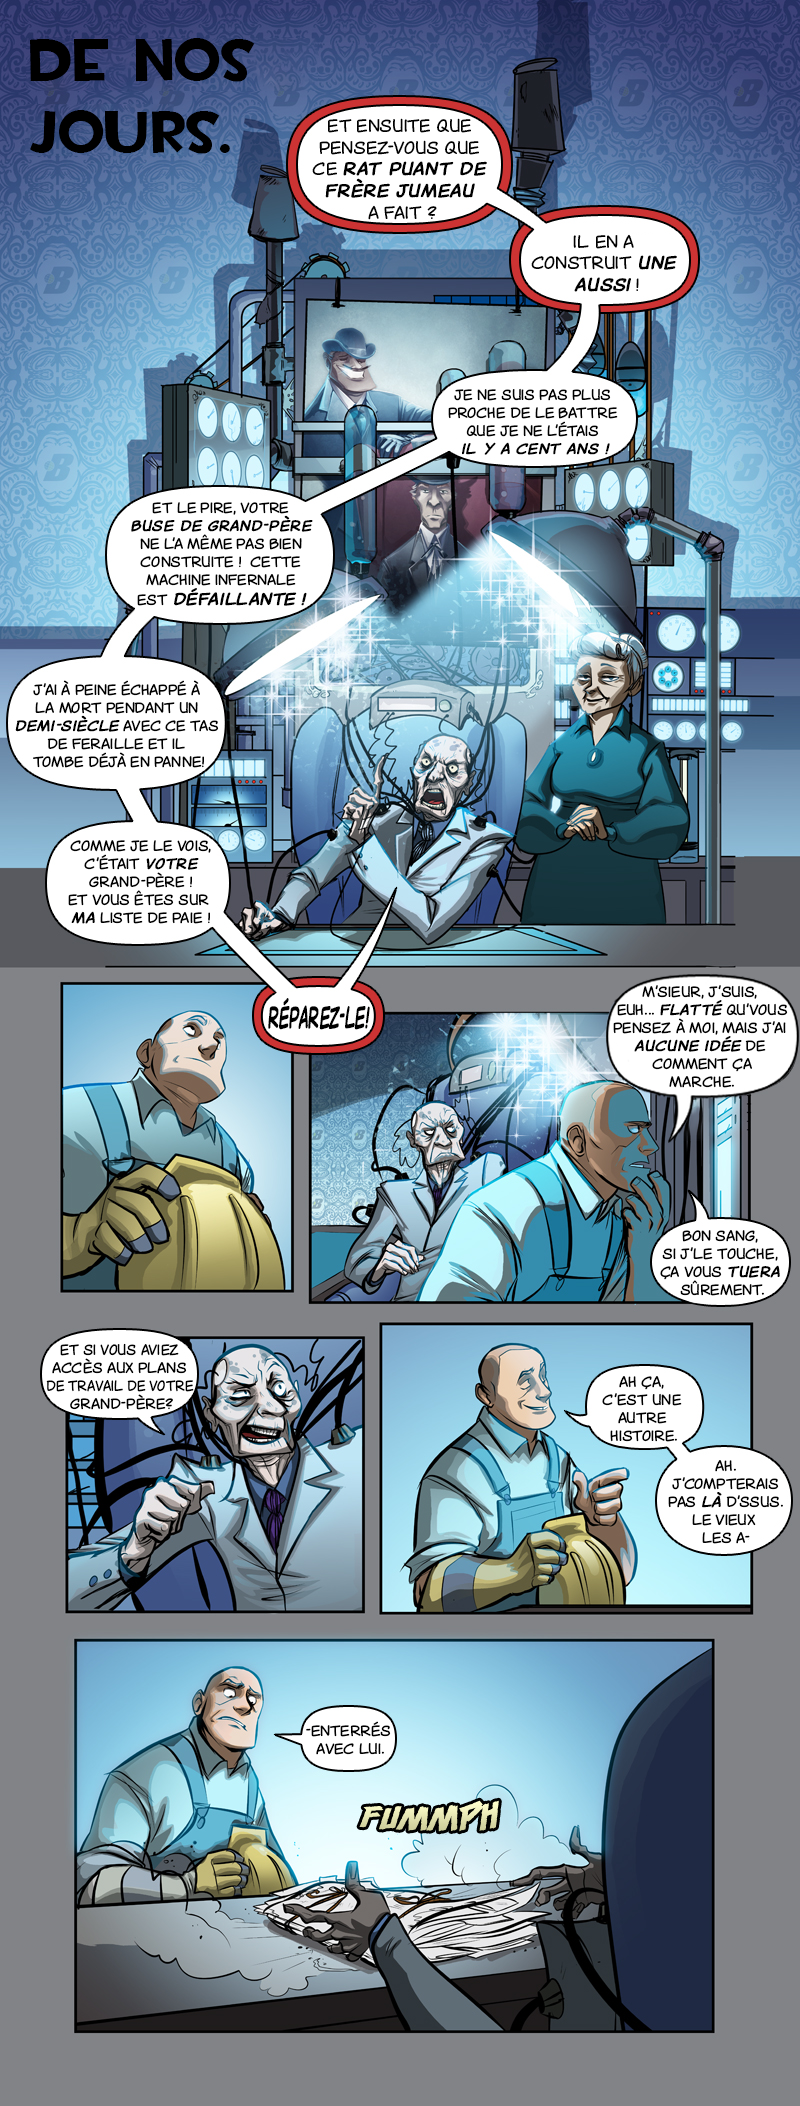 DE NOS
JOURS.
ET ENSUITE QUE
PENSEZ-VOUS QUE
CE RAT PUANT DE
FRÈRE JUMEAU
A FAIT ?
IL EN A
CONSTRUIT UNE
AUSSI !
JE NE SUIS PAS PLUS
PROCHE DE LE BATTRE
QUE JE NE L'ÉTAIS
IL Y A CENT ANS !
ET LE PIRE, VOTRE
BUSE DE GRAND-PÈRE
NE L'A MÊME PAS BIEN
CONSTRUITE ! CETTE
MACHINE INFERNALE
EST DÉFAILLANTE !
J'AI À PEINE ÉCHAPPÉ À
LA MORT PENDANT UN
DEMI-SIÈCLE AVEC CE TAS
DE FERAILLE ET IL
TOMBE DÉJÀ EN PANNE!
COMME JE LE VOIS,
C'ÉTAIT VOTRE
GRAND-PÈRE !
ET VOUS ÊTES SUR
MA LISTE DE PAIE !
RÉPAREZ-LE!
M'SIEUR, J'SUIS,
EUH... FLATTÉ QU'VOUS
PENSEZ À MOI, MAIS J'AI
AUCUNE IDÉE DE
COMMENT ÇA
MARCHE.
BON SANG,
SI J'LE TOUCHE,
ÇA VOUS TUERA
SÛREMENT.
ET SI VOUS AVIEZ
ACCÈS AUX PLANS
DE TRAVAIL DE VOTRE
GRAND-PÈRE?
AH ÇA,
C'EST UNE
AUTRE
HISTOIRE.
AH.
J'COMPTERAIS
PAS LÀ D'SSUS.
LE VIEUX
LES A-
-ENTERRÉS
AVEC LUI.
FUMMPH